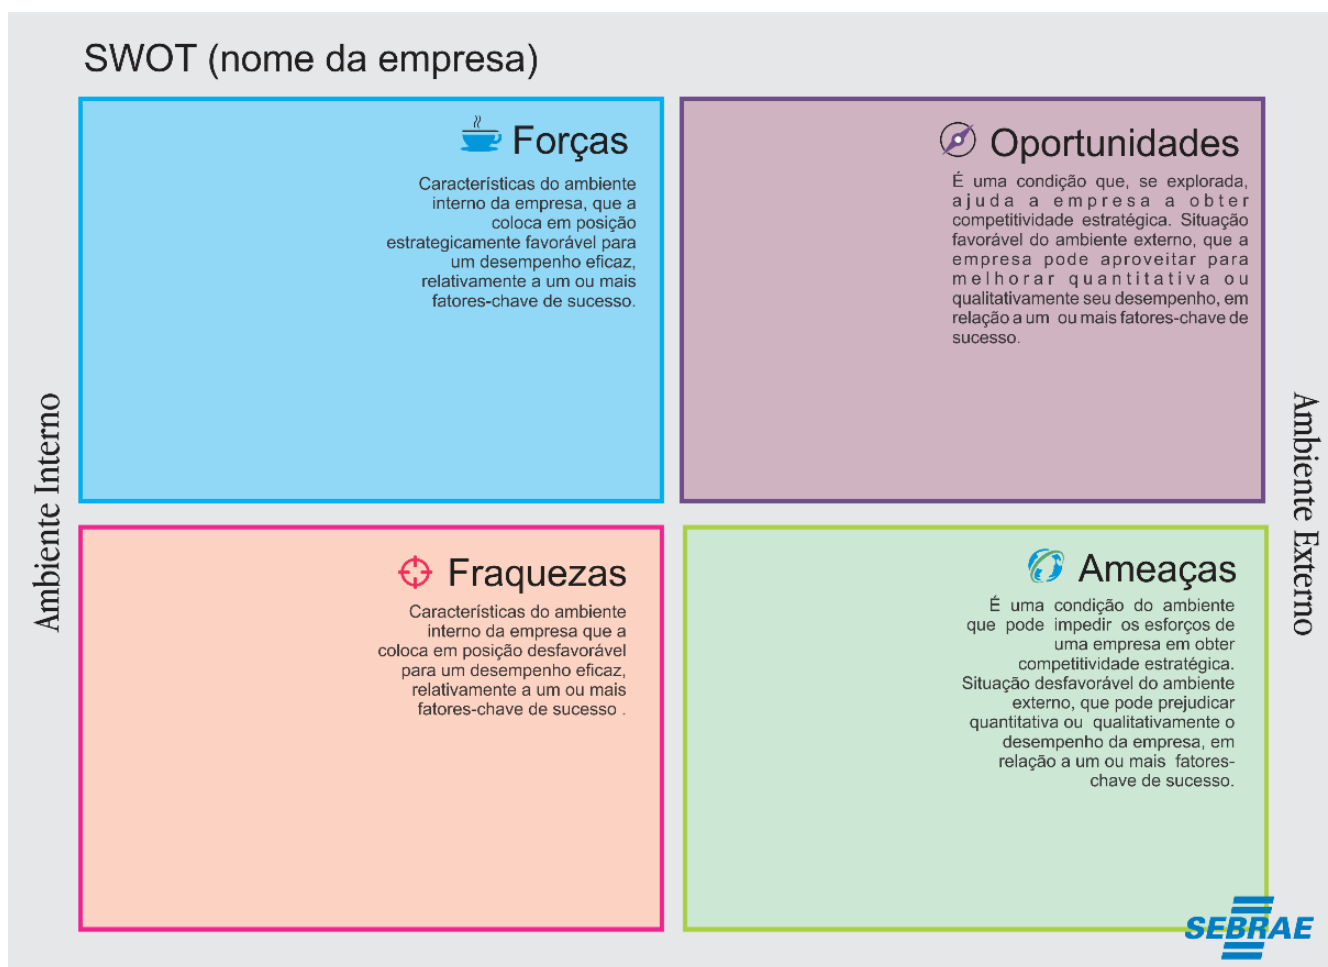 SWOT (nome da empresa)
Ambiente Interno
Forças
Características do ambiente
interno da empresa, que a
coloca em posição
estrategicamente favorável para
um desempenho eficaz,
relativamente a um ou mais
fatores-chave de sucesso.
Oportunidades
É uma condição que, se explorada,
ajuda a empresa a obter
competitividade estratégica. Situação
favorável do ambiente externo, que a
empresa pode aproveitar para
melhorar quantitativa ou
qualitativamente seu desempenho, em
relação a um ou mais fatores-chave de
sucesso.
Fraquezas
Características do ambiente
interno da empresa que a
coloca em posição desfavorável
para um desempenho eficaz,
relativamente a um ou mais
fatores-chave de sucesso .
Ameaças
É uma condição do ambiente
que pode impedir os esforços de
uma empresa em obter
competitividade estratégica.
Situação desfavorável do ambiente
externo, que pode prejudicar
quantitativa ou qualitativamente o
desempenho da empresa, em
relação a um ou mais fatores-
chave de sucesso.
Ambiente Externo
SEBRAE